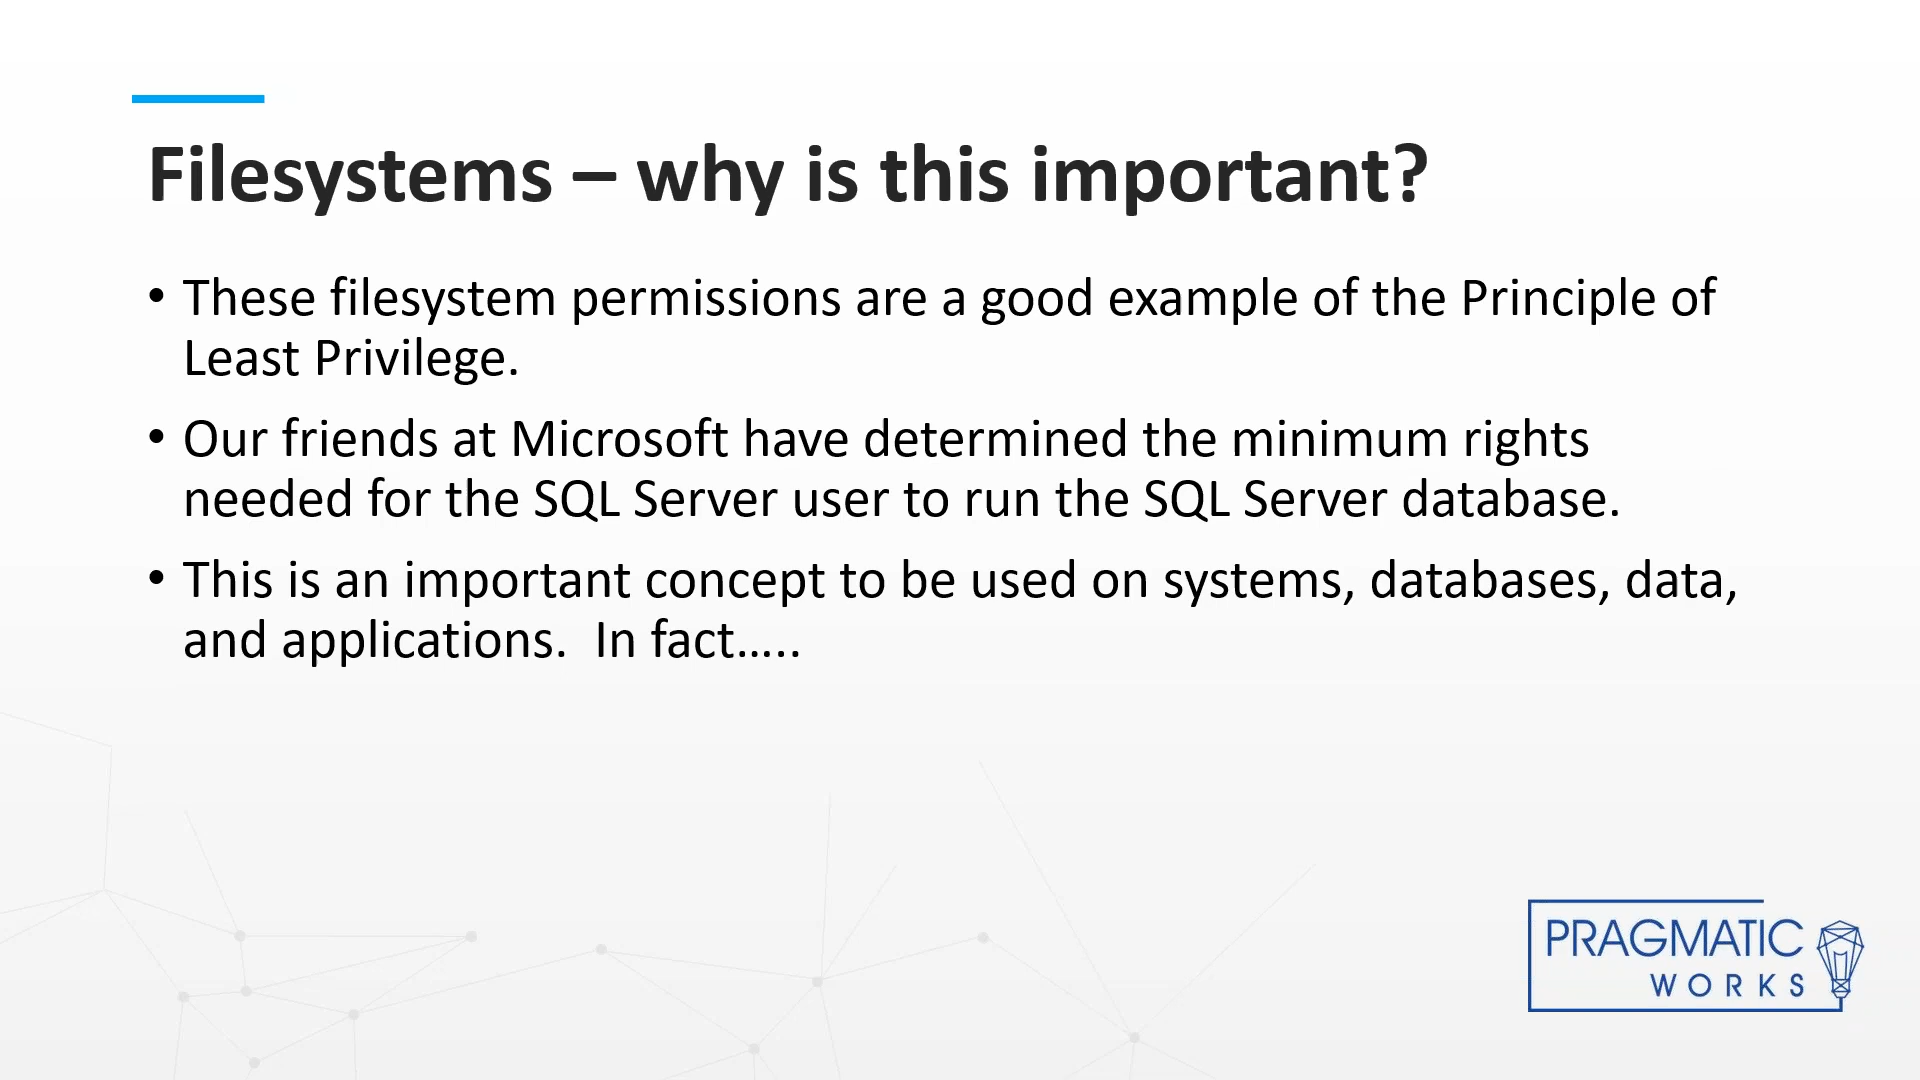 Filesystems – why is this important?
• These filesystem permissions are a good example of the Principle of
Least Privilege.
• Our friends at Microsoft have determined the minimum rights
needed for the SQL Server user to run the SQL Server database.
• This is an important concept to be used on systems, databases, data,
and applications.  In fact…..
PRAGMATIC
WORKS